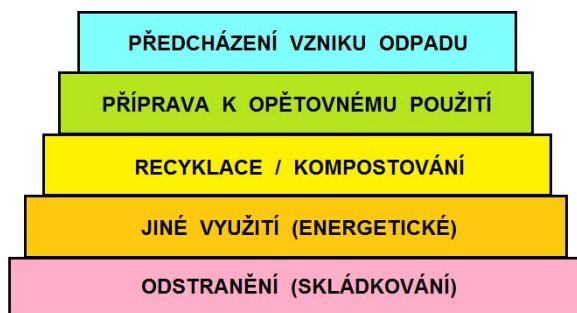 PŘEDCHÁZENÍ VZNIKU ODPADU
PŘÍPRAVA K OPĚTOVNÉMU POUŽITÍ
RECYKLACE / KOMPOSTOVÁNÍ
JINÉ VYUŽITÍ (ENERGETICKÉ)
ODSTRANĚNÍ (SKLÁDKOVÁNÍ)